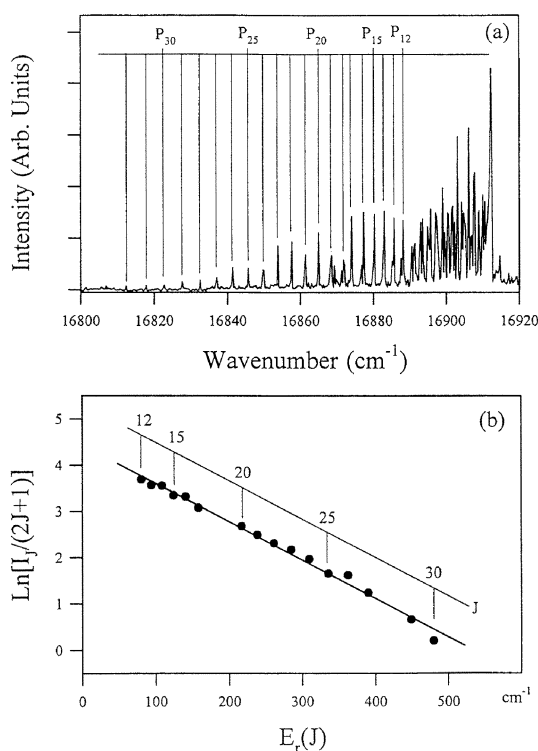 P30 P25 P20 P15 P12
(a)
Intensity (Arb. Units)
16800 16820 16840 16860 16880 16900 16920
Wavenumber (cm-1)
(b)
5
4
3
2
1
0
Ln[IJ/(2J+1)]
12
15
20
25
30
J
0 100 200 300 400 500 cm-1
Er(J)